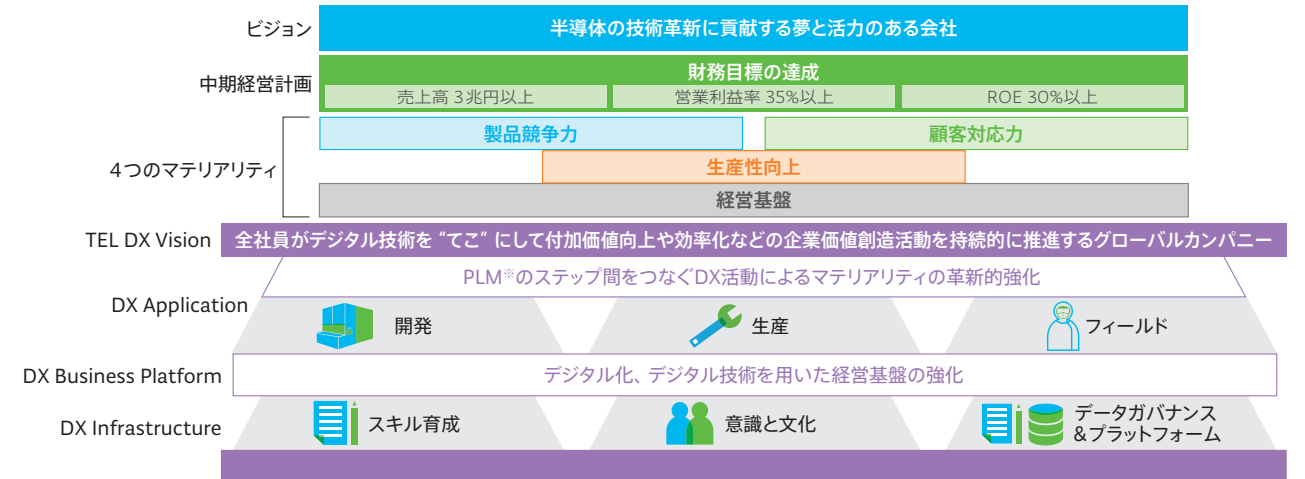 ビジョン
半導体の技術革新に貢献する夢と活力のある会社
中期経営計画
財務目標の達成
売上高 3兆円以上
営業利益率 35%以上
ROE 30%以上
4つのマテリアリティ
製品競争力
顧客対応力
生産性向上
経営基盤
TEL DX Vision
全社員がデジタル技術を “てこ” にして付加価値向上や効率化などの企業価値創造活動を持続的に推進するグローバルカンパニー
PLM※のステップ間をつなぐDX活動によるマテリアリティの革新的強化
DX Application
開発
生産
フィールド
DX Business Platform
デジタル化、デジタル技術を用いた経営基盤の強化
DX Infrastructure
スキル育成
意識と文化
データガバナンス
&プラットフォーム